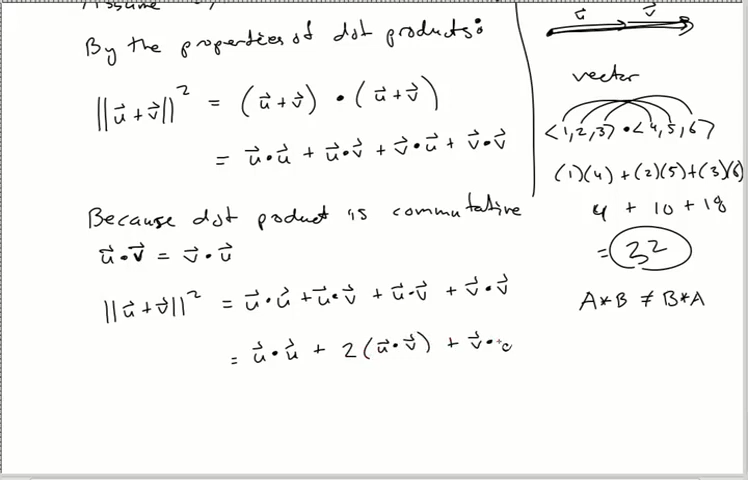 Assume
By the properties of dot products:
||u⃗ + v⃗||² = (u⃗ + v⃗) • (u⃗ + v⃗)
= u⃗ • u⃗ + u⃗ • v⃗ + v⃗ • u⃗ + v⃗ • v⃗
Because dot product is commutative
u⃗ • v⃗ = v⃗ • u⃗
||u⃗ + v⃗||² = u⃗ • u⃗ + u⃗ • v⃗ + u⃗ • v⃗ + v⃗ • v⃗
= u⃗ • u⃗ + 2(u⃗ • v⃗) + v⃗ •
u⃗ v⃗
vector
<1,2,3> • <4,5,6>
(1)(4) + (2)(5) + (3)(6)
4 + 10 + 18
= 32
A*B ≠ B*A